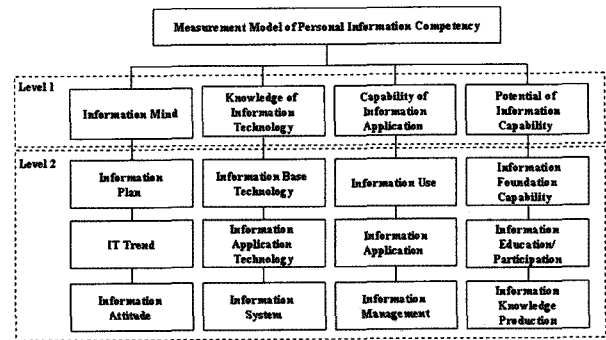 Measurement Model of Personal Information Competency
Level 1
Information Mind
Knowledge of
Information
Technology
Capability of
Information
Application
Potential of
Information
Capability
Level 2
Information
Plan
Information Base
Technology
Information Use
Information
Foundation
Capability
IT Trend
Information
Application
Technology
Information
Application
Information
Education/
Participation
Information
Attitude
Information
System
Information
Management
Information
Knowledge
Production